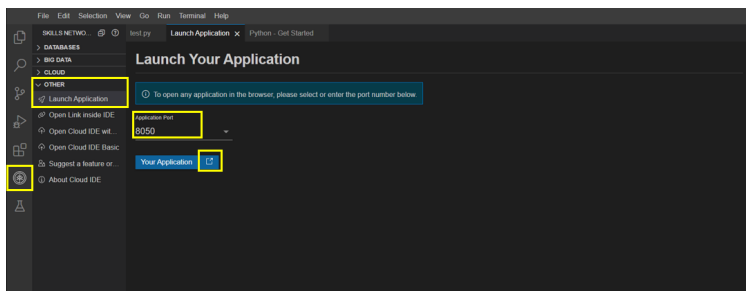 File Edit Selection View Go Run Terminal Help
SKILLS NETWO...
test.py Launch Application × Python - Get Started
> DATABASES
> BIG DATA
> CLOUD
OTHER
Launch Application
Open Link inside IDE
Open Cloud IDE wit...
Open Cloud IDE Basic
Suggest a feature or...
About Cloud IDE
Launch Your Application
To open any application in the browser, please select or enter the port number below.
Application Port
8050
Your Application